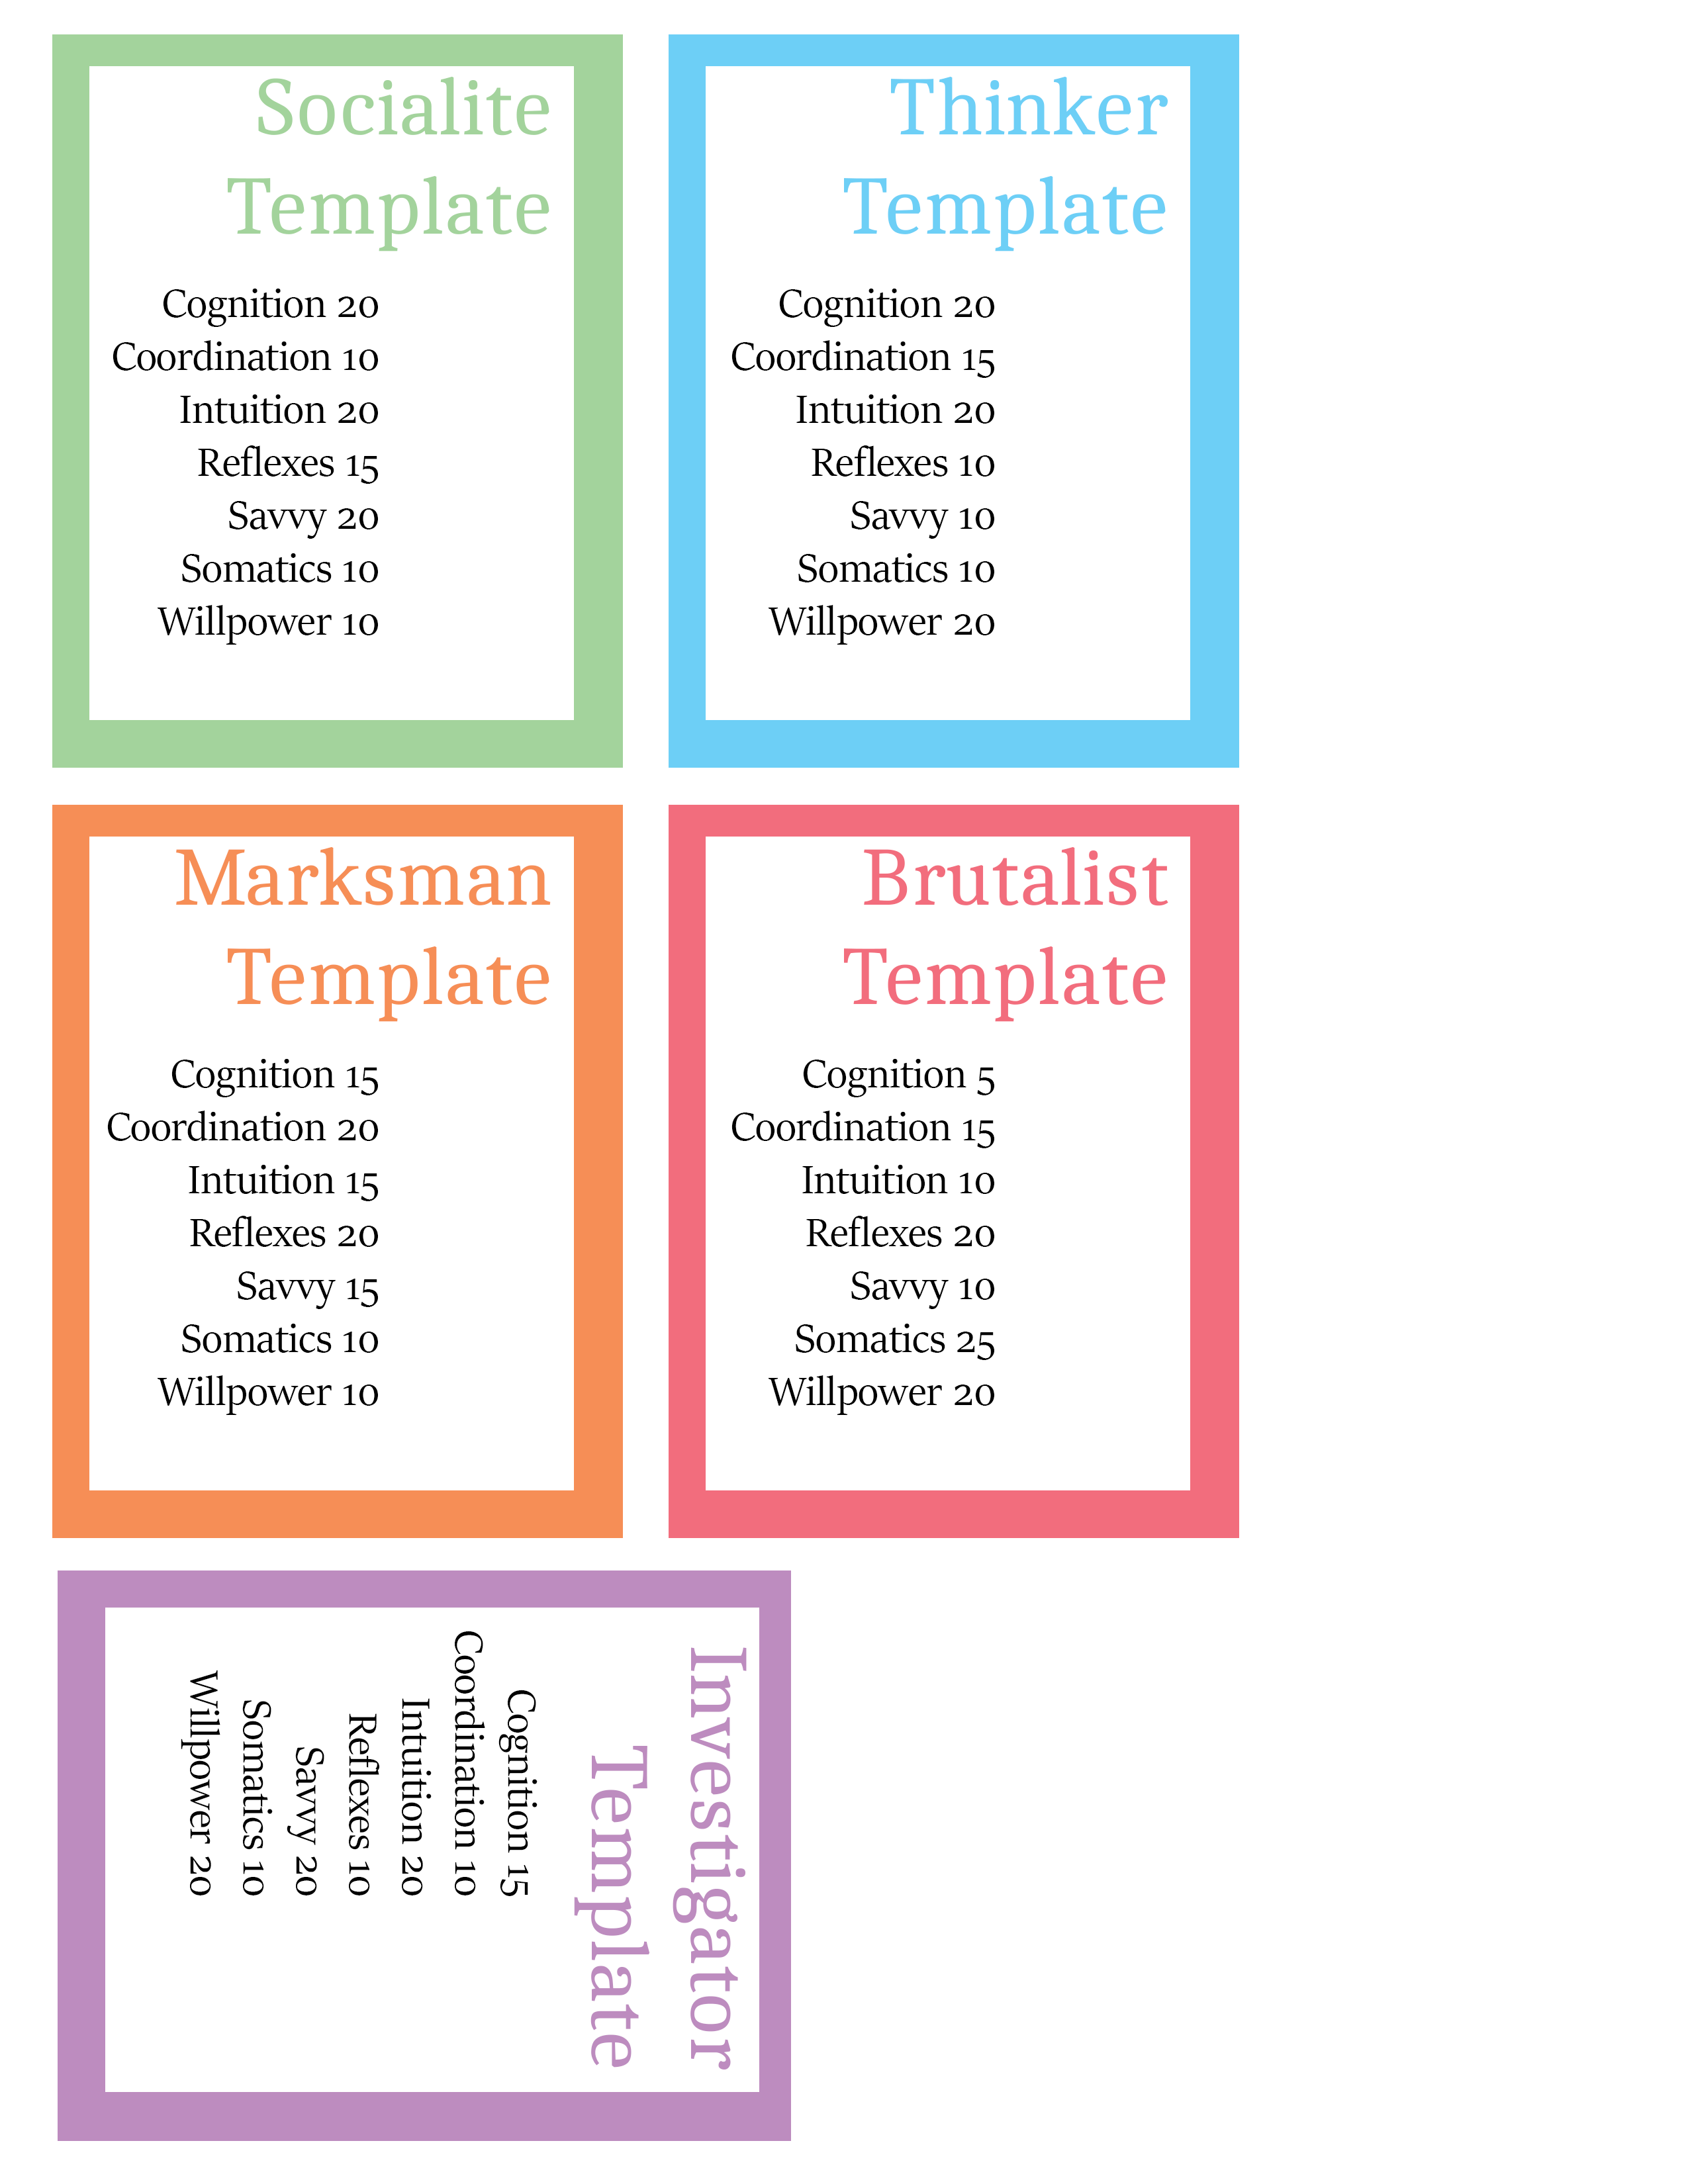 Socialite
Template
Cognition 20
Coordination 10
Intuition 20
Reflexes 15
Savvy 20
Somatics 10
Willpower 10
Thinker
Template
Cognition 20
Coordination 15
Intuition 20
Reflexes 10
Savvy 10
Somatics 10
Willpower 20
Marksman
Template
Cognition 15
Coordination 20
Intuition 15
Reflexes 20
Savvy 15
Somatics 10
Willpower 10
Brutalist
Template
Cognition 5
Coordination 15
Intuition 10
Reflexes 20
Savvy 10
Somatics 25
Willpower 20
Investigator
Template
Cognition 15
Coordination 10
Intuition 20
Reflexes 10
Savvy 20
Somatics 10
Willpower 20